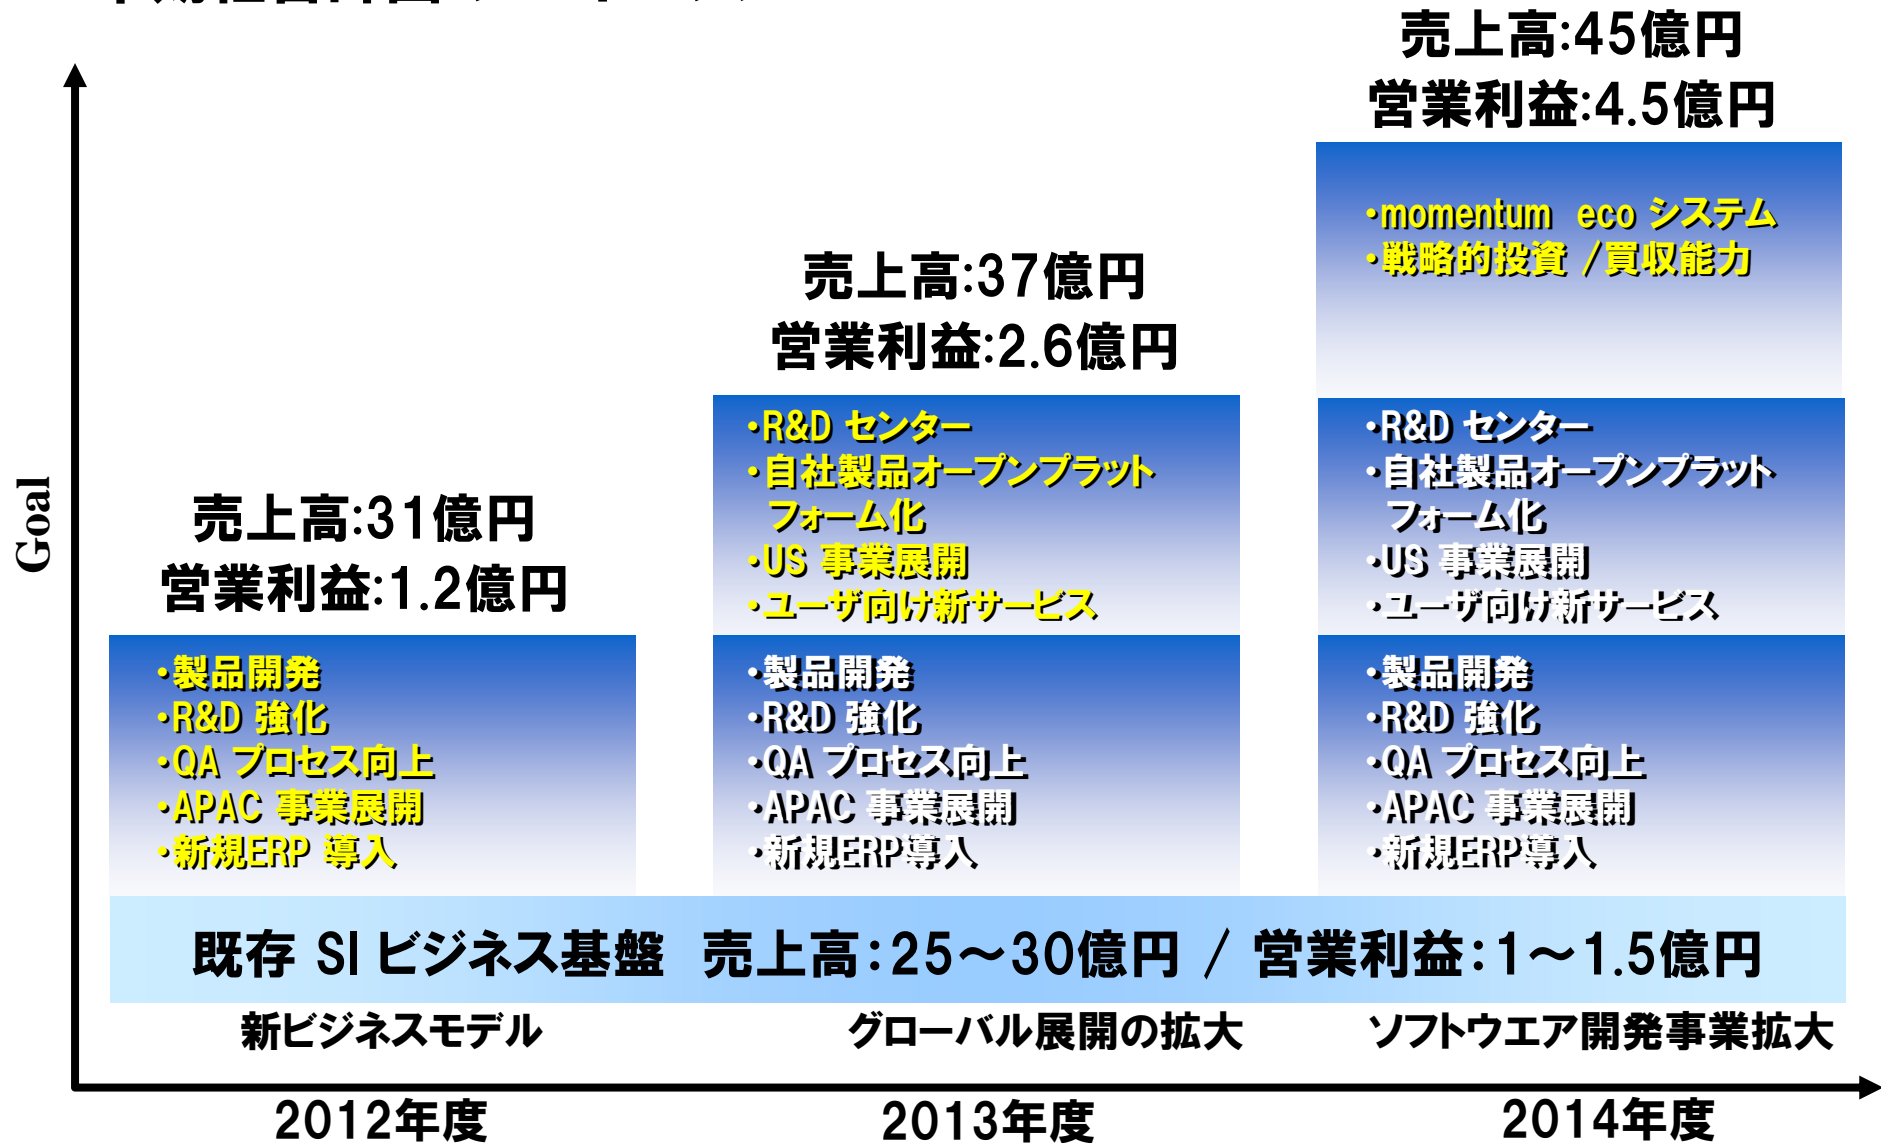 売上高:45億円
営業利益:4.5億円
・momentum eco システム
・戦略的投資 /買収能力
売上高:37億円
営業利益:2.6億円
・R&D センター
・自社製品オープンプラット
フォーム化
・US 事業展開
・ユーザ向け新サービス
・R&D センター
・自社製品オープンプラット
フォーム化
・US 事業展開
・ユーザ向け新サービス
Goal
売上高:31億円
営業利益:1.2億円
・製品開発
・R&D 強化
・QA プロセス向上
・APAC 事業展開
・新規ERP 導入
・製品開発
・R&D 強化
・QA プロセス向上
・APAC 事業展開
・新規ERP導入
・製品開発
・R&D 強化
・QA プロセス向上
・APAC 事業展開
・新規ERP導入
既存 SI ビジネス基盤 売上高:25～30億円 / 営業利益:1～1.5億円
新ビジネスモデル
グローバル展開の拡大
ソフトウエア開発事業拡大
2012年度
2013年度
2014年度